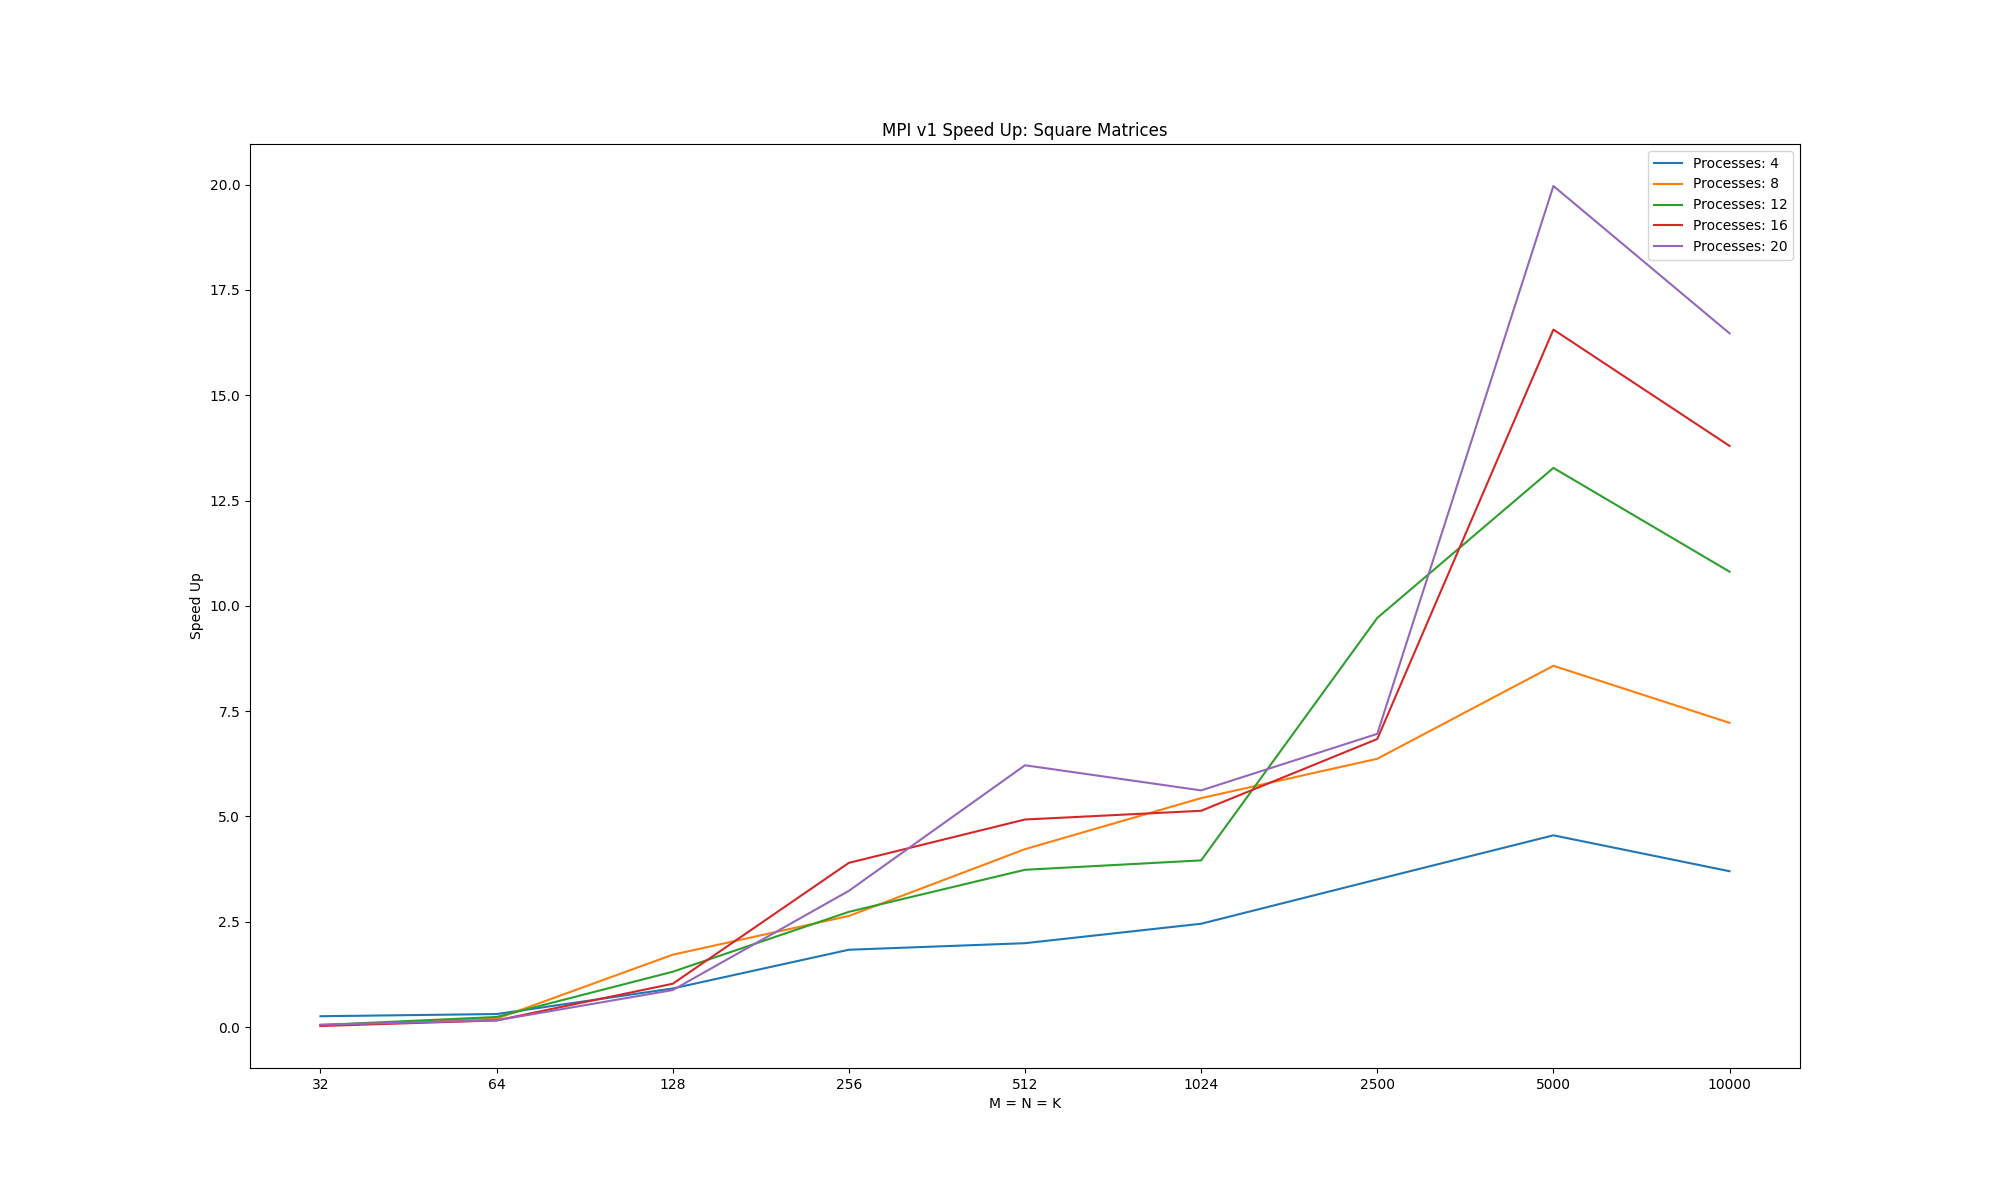 MPI v1 Speed Up: Square Matrices
Processes: 4
Processes: 8
Processes: 12
Processes: 16
Processes: 20
20.0
17.5
15.0
12.5
10.0
7.5
5.0
2.5
0.0
Speed Up
32 64 128 256 512 1024 2500 5000 10000
M = N = K